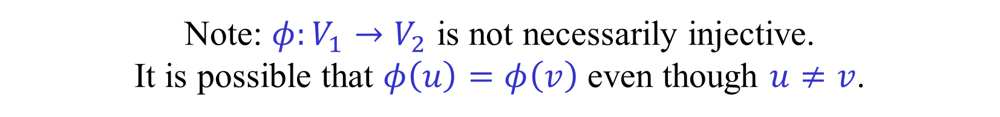 Note: 𝜙: 𝑉₁ → 𝑉₂ is not necessarily injective.
It is possible that 𝜙(𝑢) = 𝜙(𝑣) even though 𝑢 ≠ 𝑣.